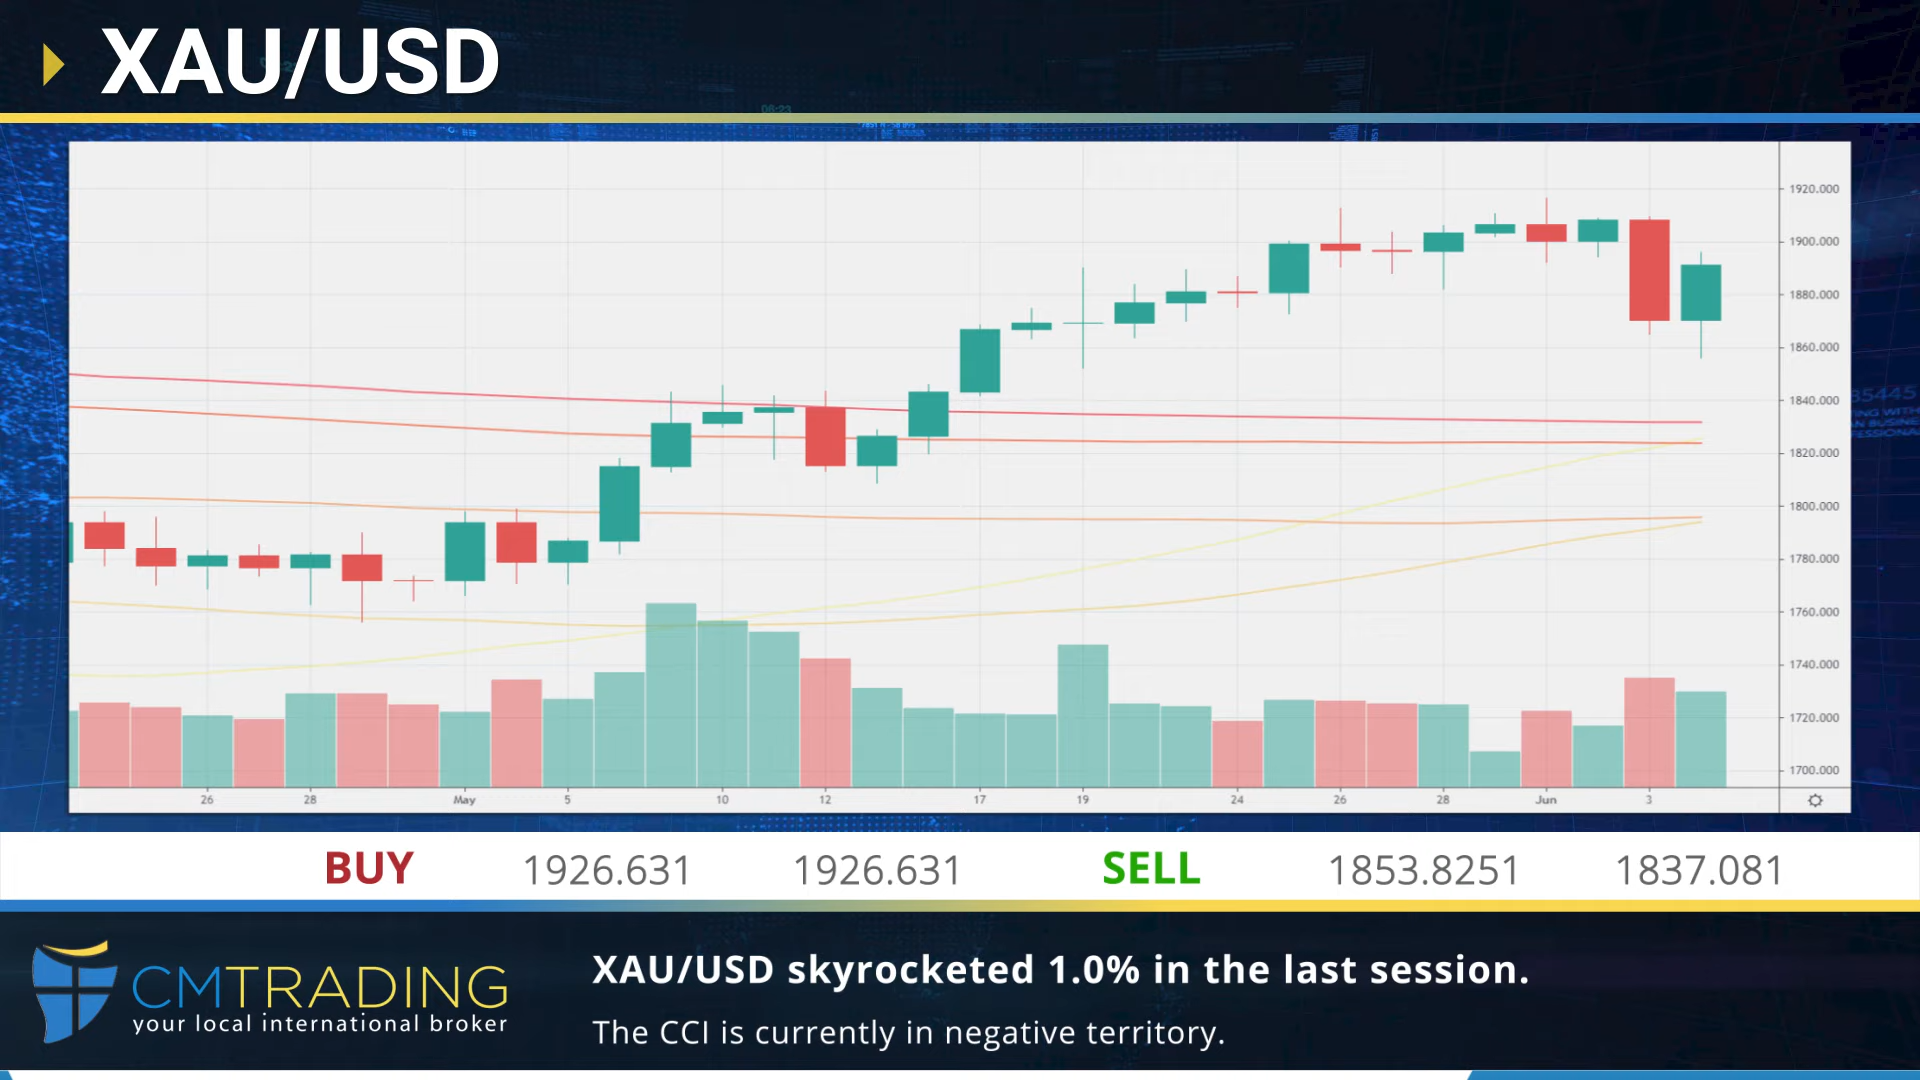 XAU/USD
06:23
1920.000
1900.000
1880.000
1860.000
1840.000
1820.000
1800.000
1780.000
1760.000
1740.000
1720.000
1700.000
26 28 May 5 10 12 17 19 24 26 28 Jun 3
BUY 1926.631 1926.631 SELL 1853.8251 1837.081
CMTRADING
your local international broker
XAU/USD skyrocketed 1.0% in the last session.
The CCI is currently in negative territory.